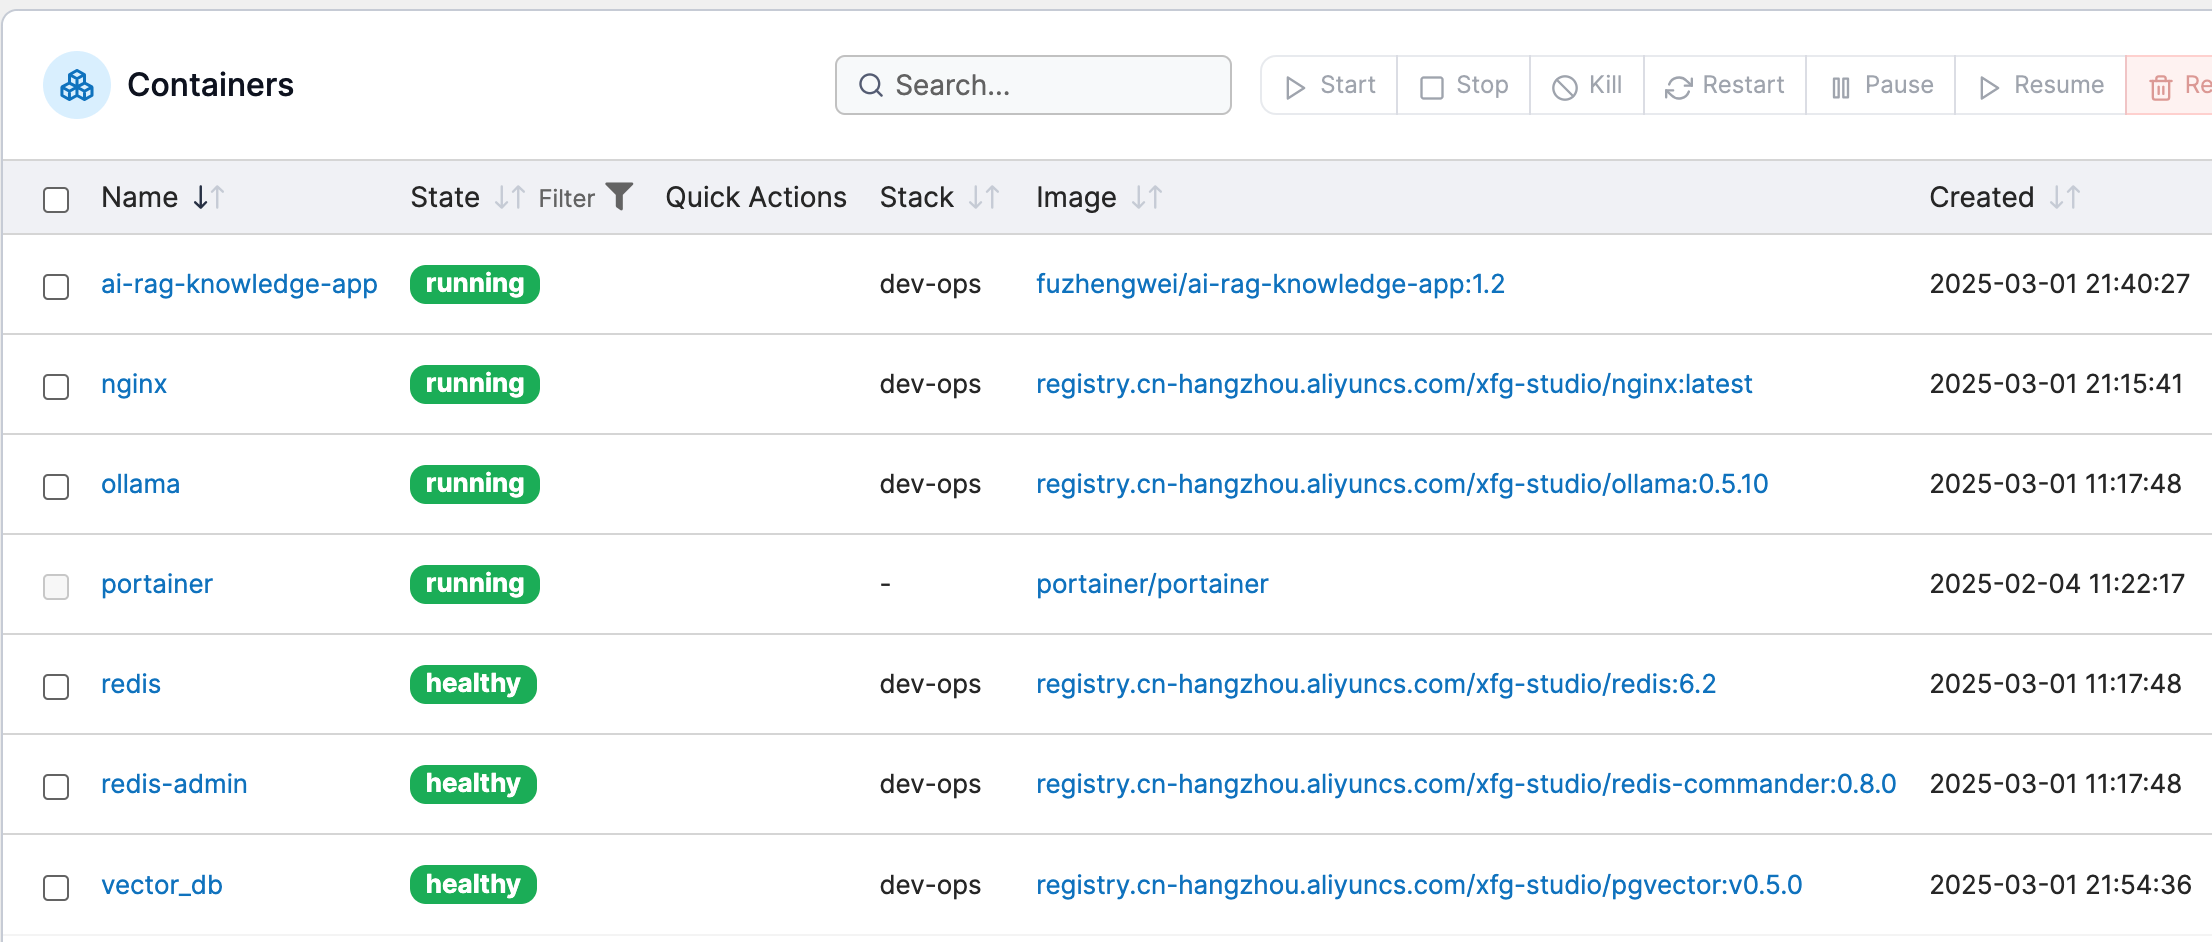 Containers Search... Start Stop Kill Restart Pause Resume Re
Name State Filter Quick Actions Stack Image Created
ai-rag-knowledge-app running dev-ops fuzhengwei/ai-rag-knowledge-app:1.2 2025-03-01 21:40:27
nginx running dev-ops registry.cn-hangzhou.aliyuncs.com/xfg-studio/nginx:latest 2025-03-01 21:15:41
ollama running dev-ops registry.cn-hangzhou.aliyuncs.com/xfg-studio/ollama:0.5.10 2025-03-01 11:17:48
portainer running - portainer/portainer 2025-02-04 11:22:17
redis healthy dev-ops registry.cn-hangzhou.aliyuncs.com/xfg-studio/redis:6.2 2025-03-01 11:17:48
redis-admin healthy dev-ops registry.cn-hangzhou.aliyuncs.com/xfg-studio/redis-commander:0.8.0 2025-03-01 11:17:48
vector_db healthy dev-ops registry.cn-hangzhou.aliyuncs.com/xfg-studio/pgvector:v0.5.0 2025-03-01 21:54:36